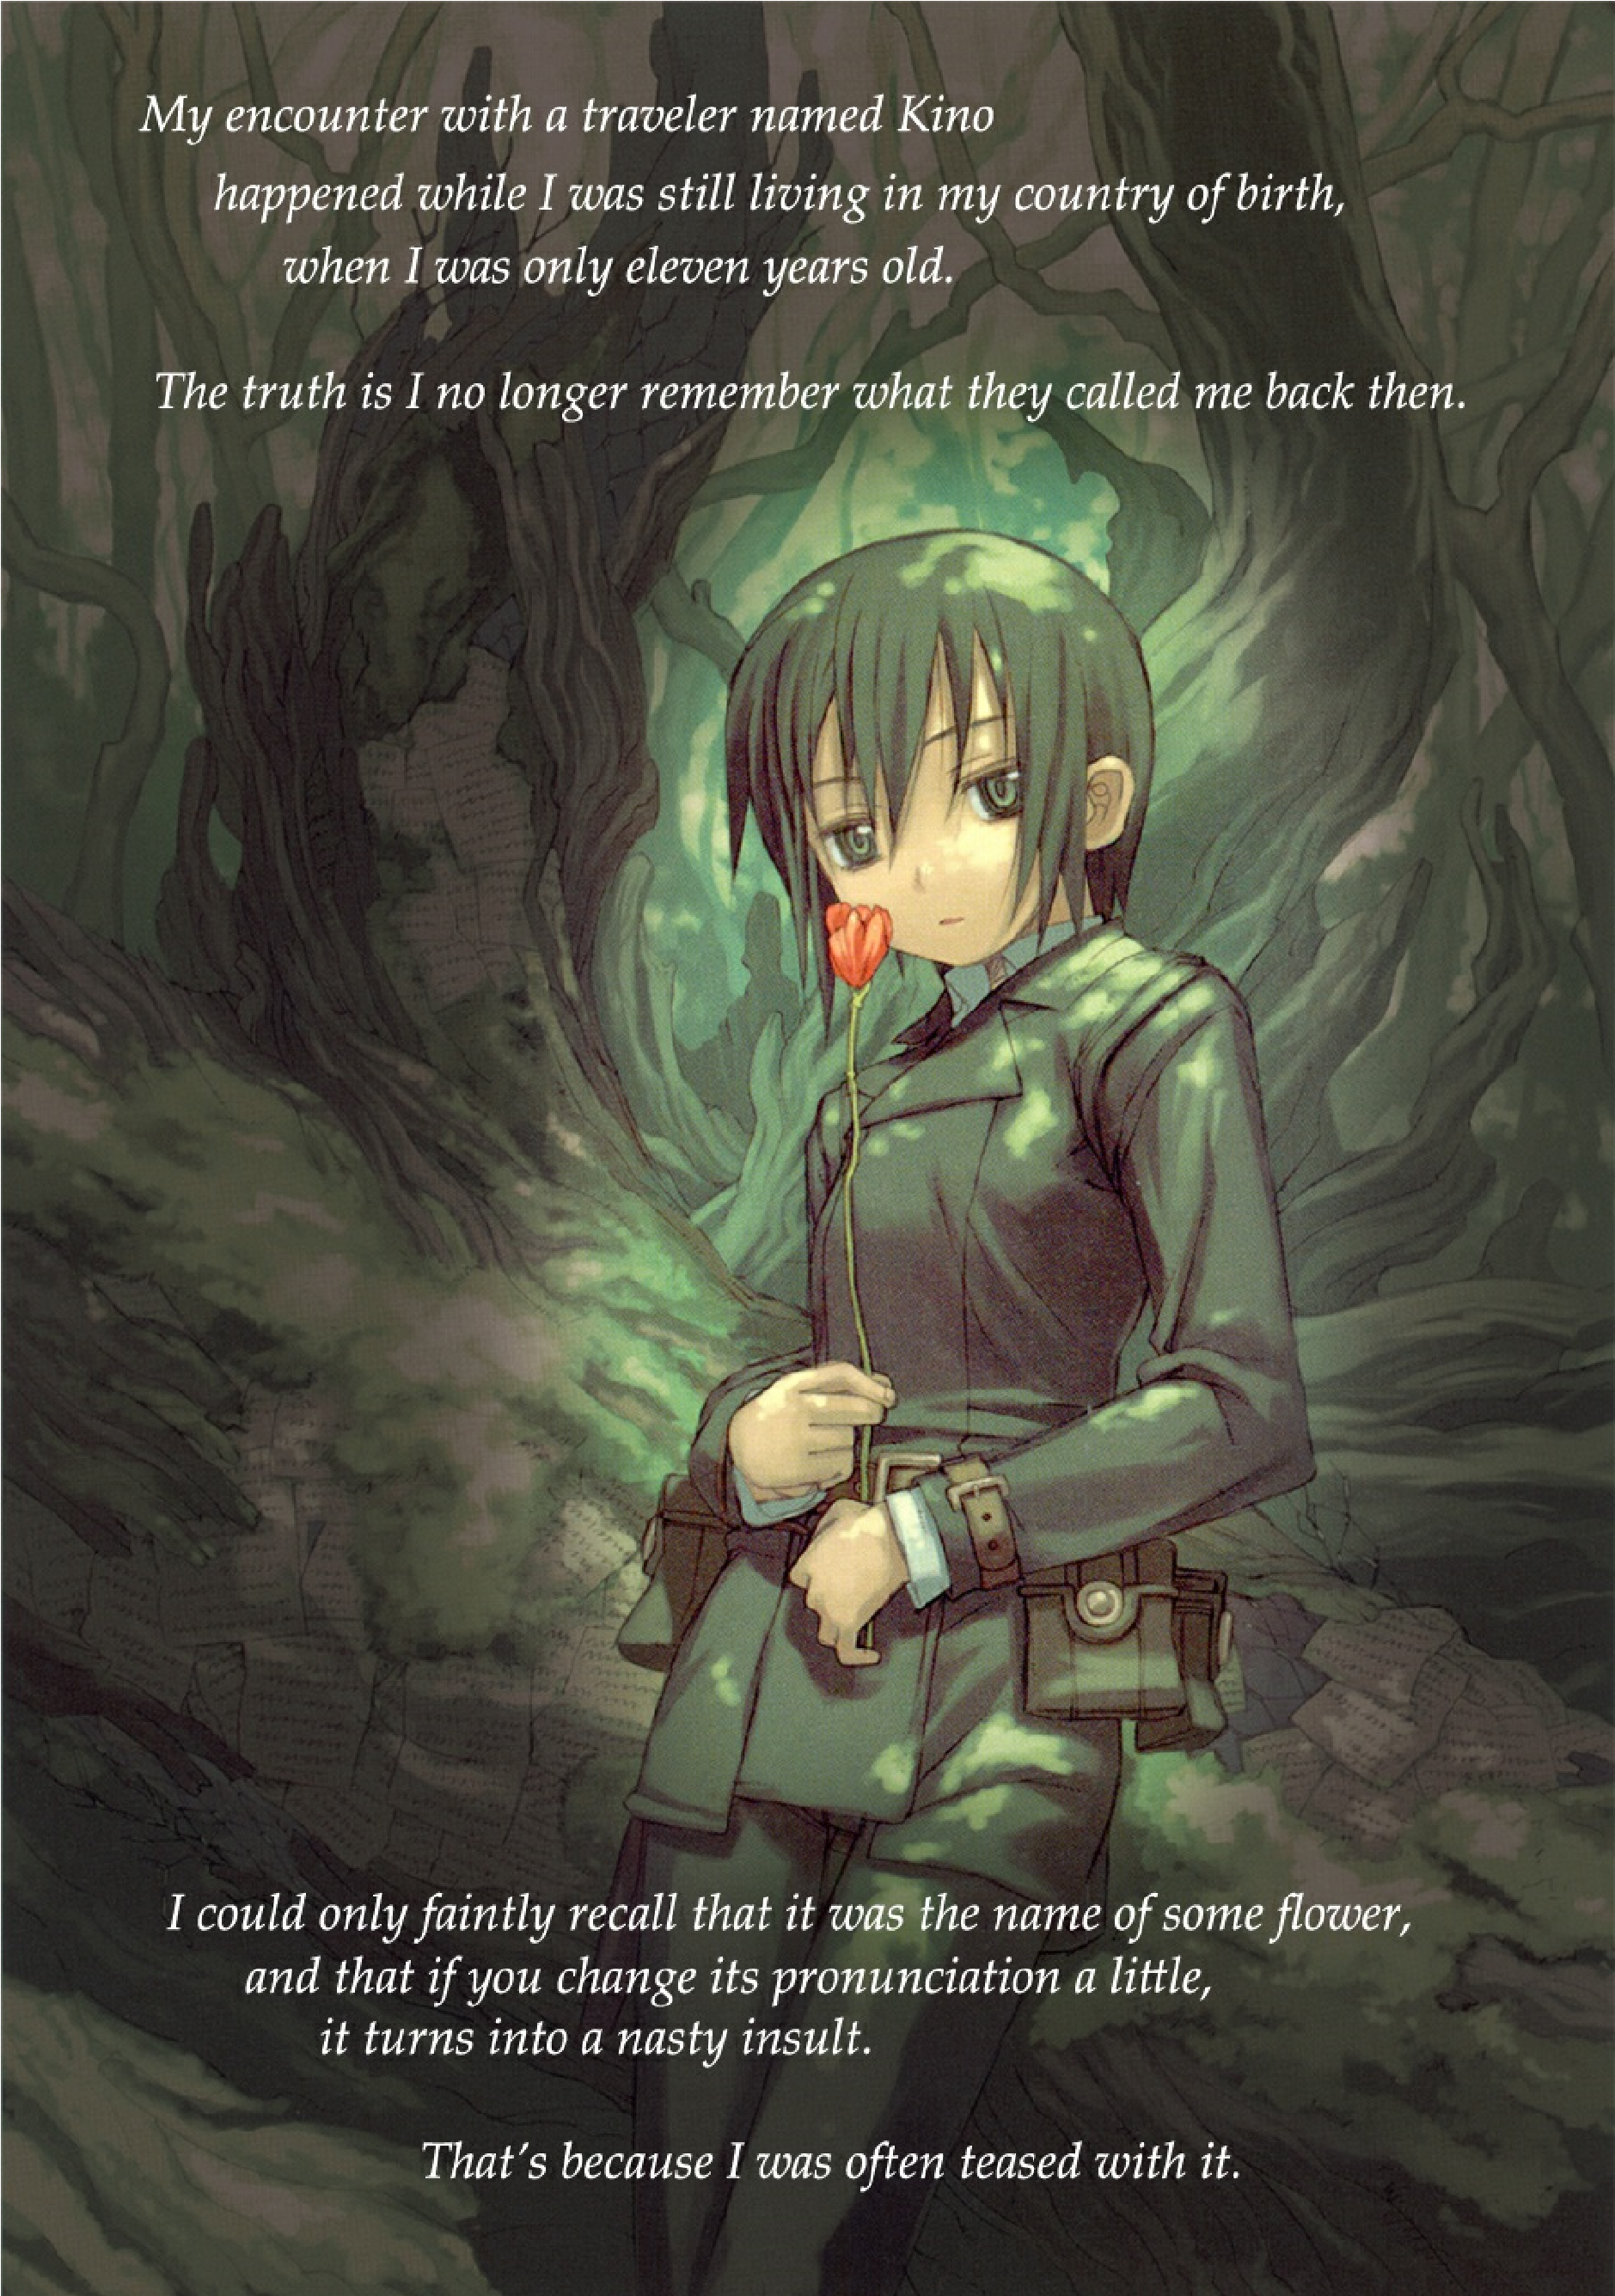 My encounter with a traveler named Kino
happened while I was still living in my country of birth,
when I was only eleven years old.
The truth is I no longer remember what they called me back then.
I could only faintly recall that it was the name of some flower,
and that if you change its pronunciation a little,
it turns into a nasty insult.
That's because I was often teased with it.